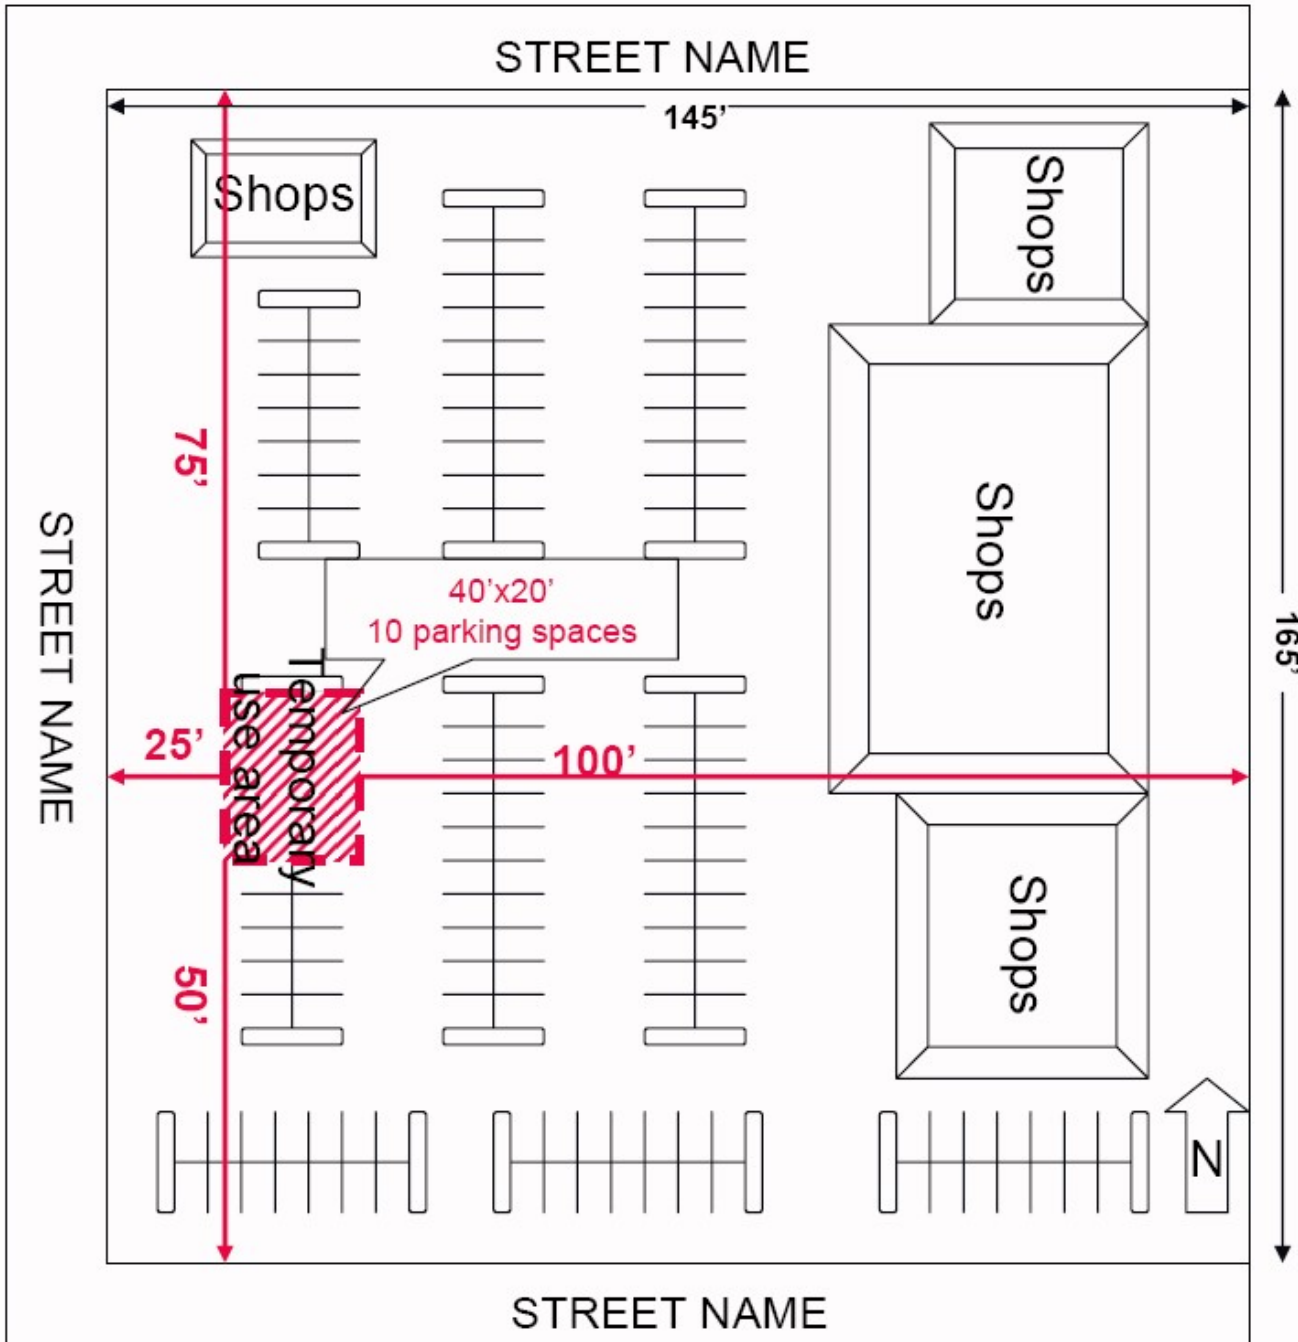 STREET NAME
145'
Shops
Shops
75'
Shops
STREET NAME
40'x20'
10 parking spaces
165'
Temporary
use area
25'
100'
Shops
50'
N
STREET NAME